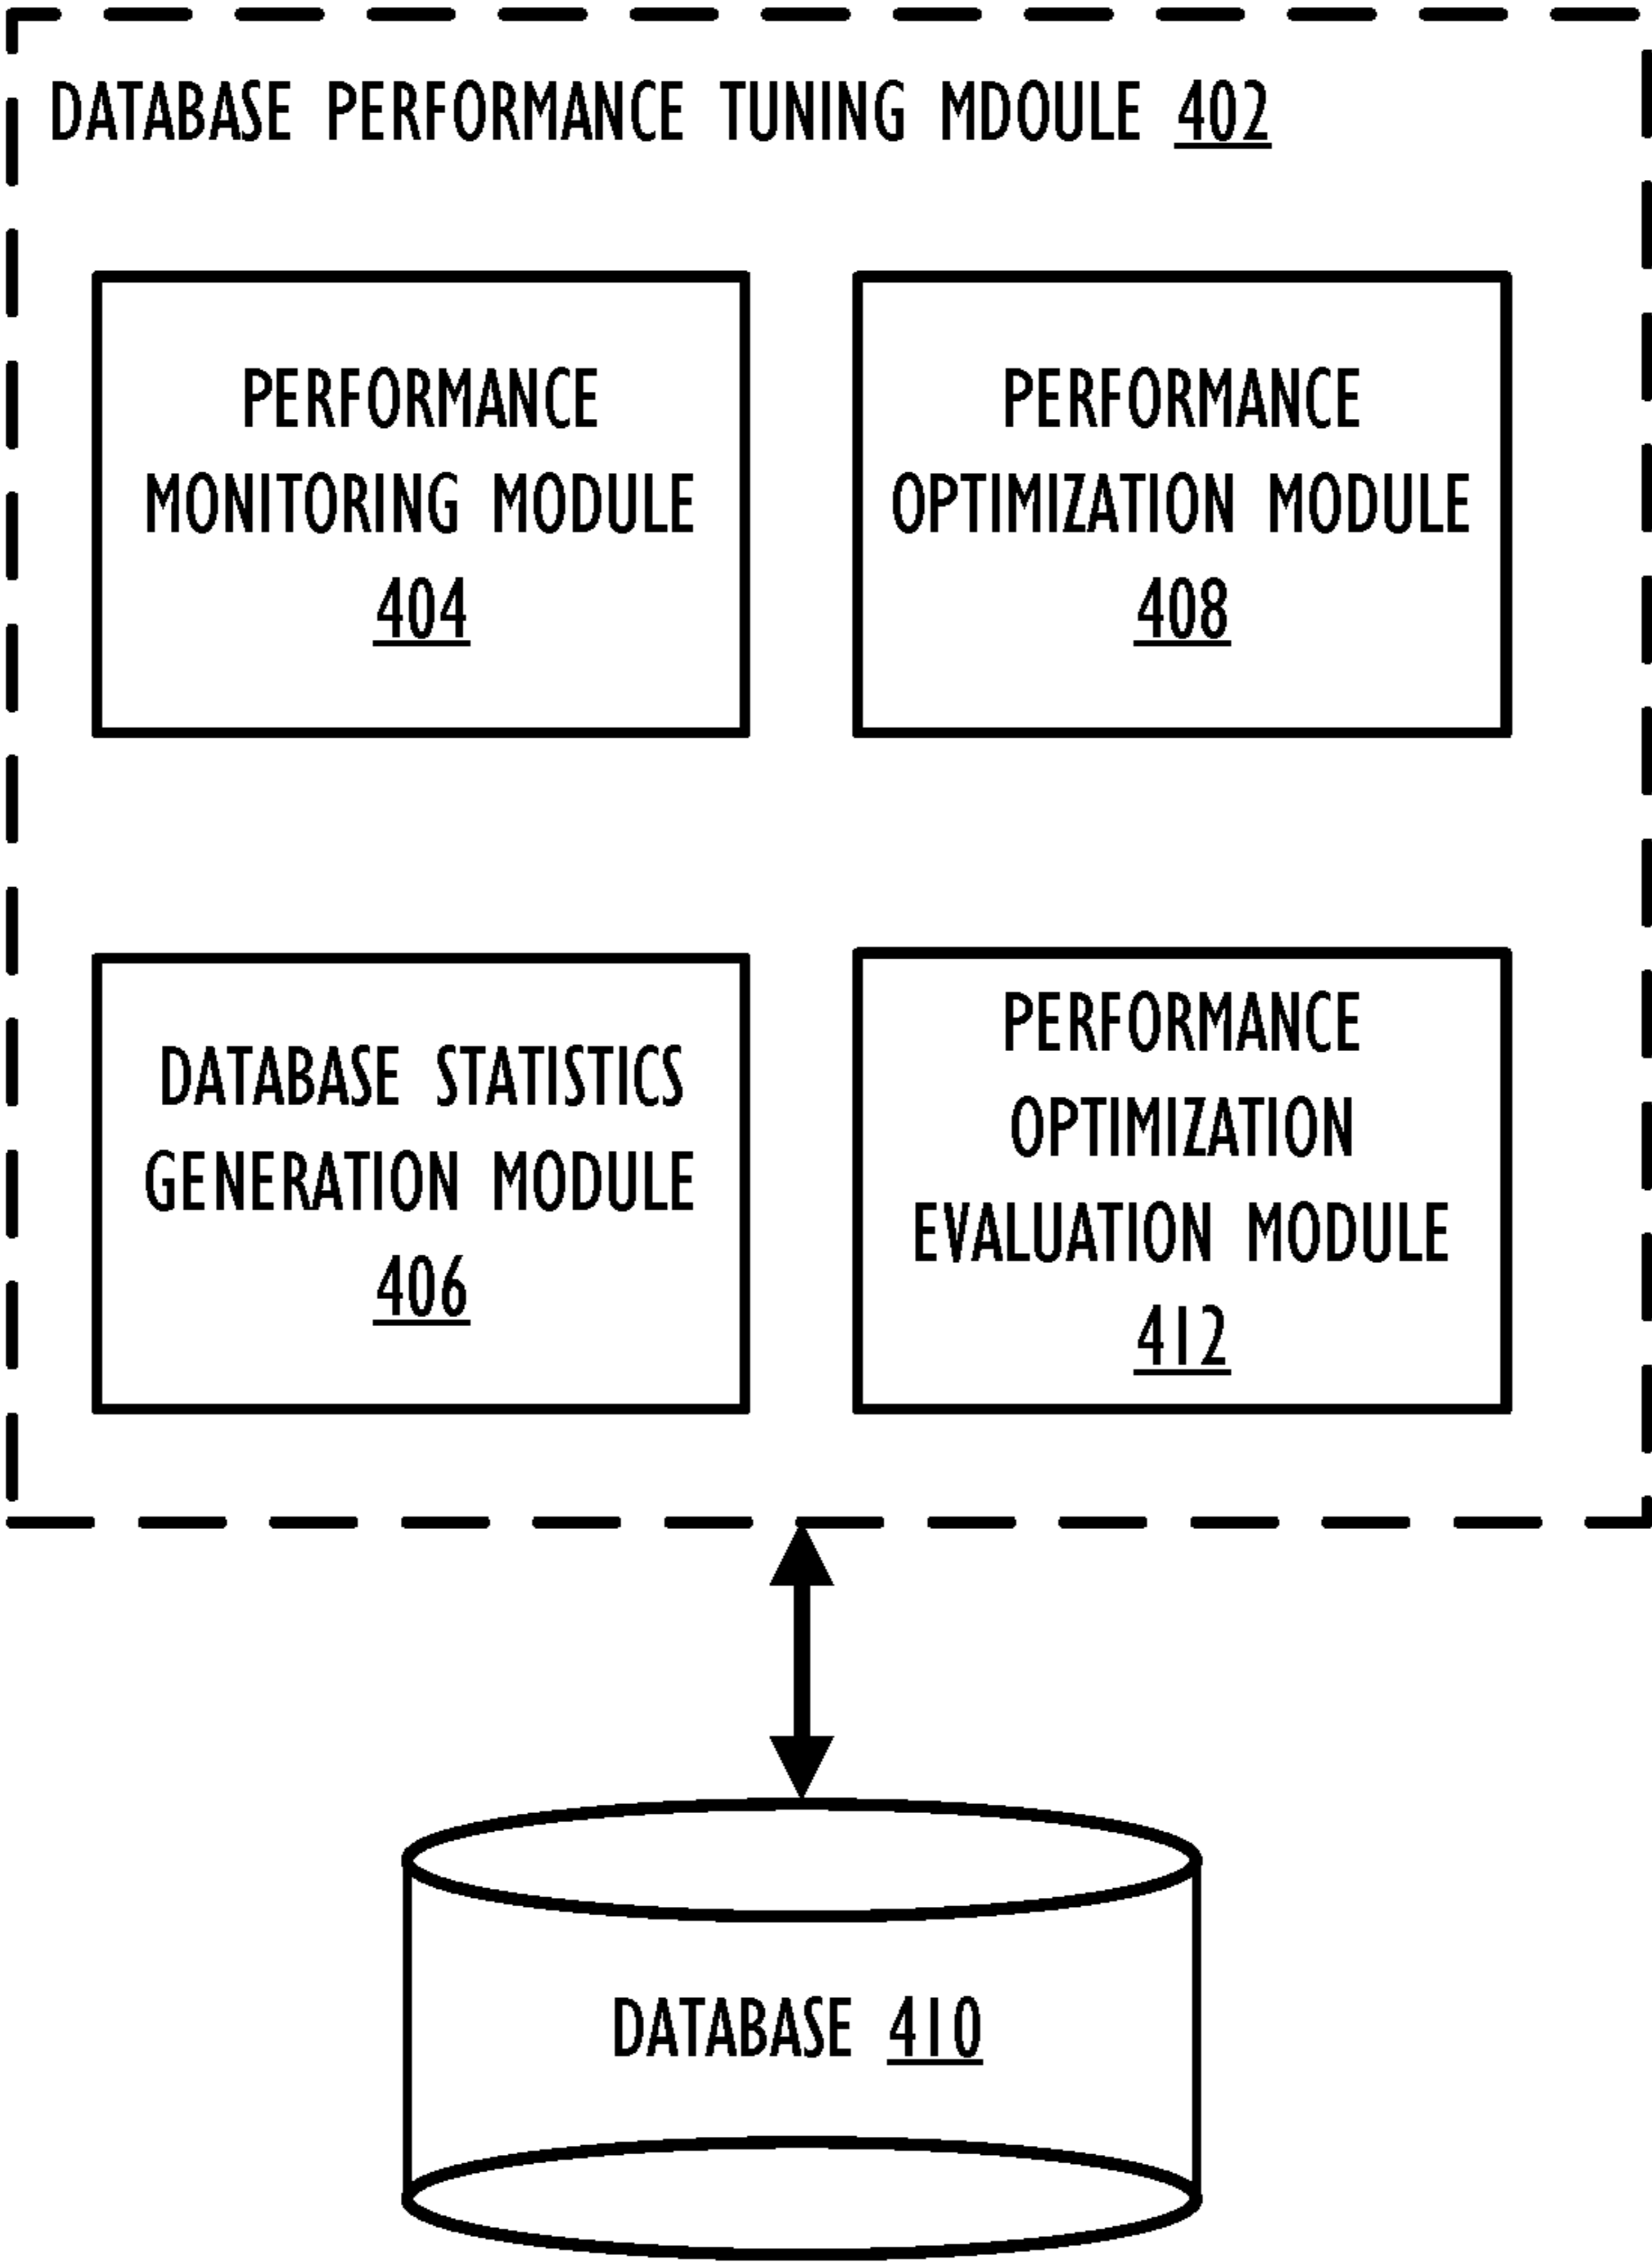 DATABASE PERFORMANCE TUNING MDOULE 402
PERFORMANCE
MONITORING MODULE
404
PERFORMANCE
OPTIMIZATION MODULE
408
DATABASE STATISTICS
GENERATION MODULE
406
PERFORMANCE
OPTIMIZATION
EVALUATION MODULE
412
DATABASE 410